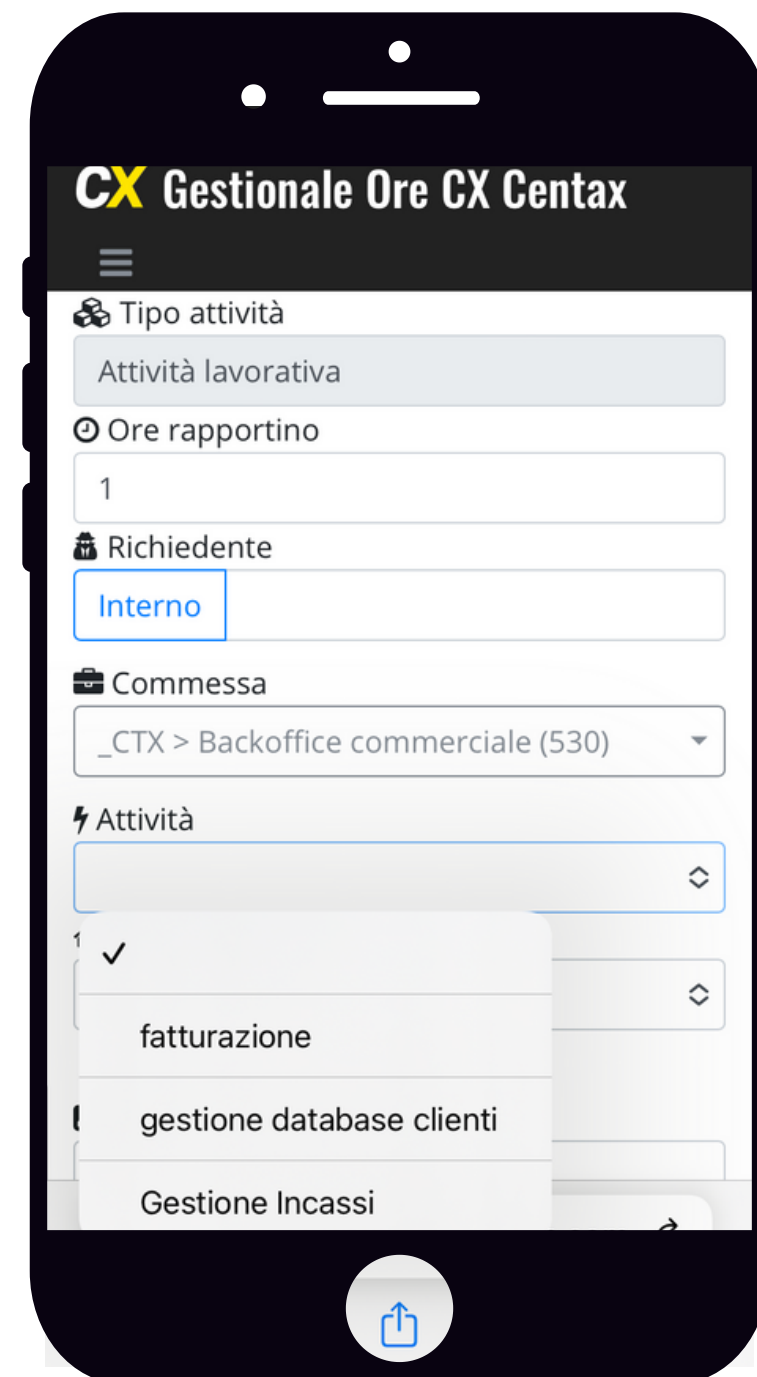 CX Gestionale Ore CX Centax
Tipo attività
Attività lavorativa
Ore rapportino
1
Richiedente
Interno
Commessa
_CTX > Backoffice commerciale (530)
Attività
fatturazione
gestione database clienti
Gestione Incassi